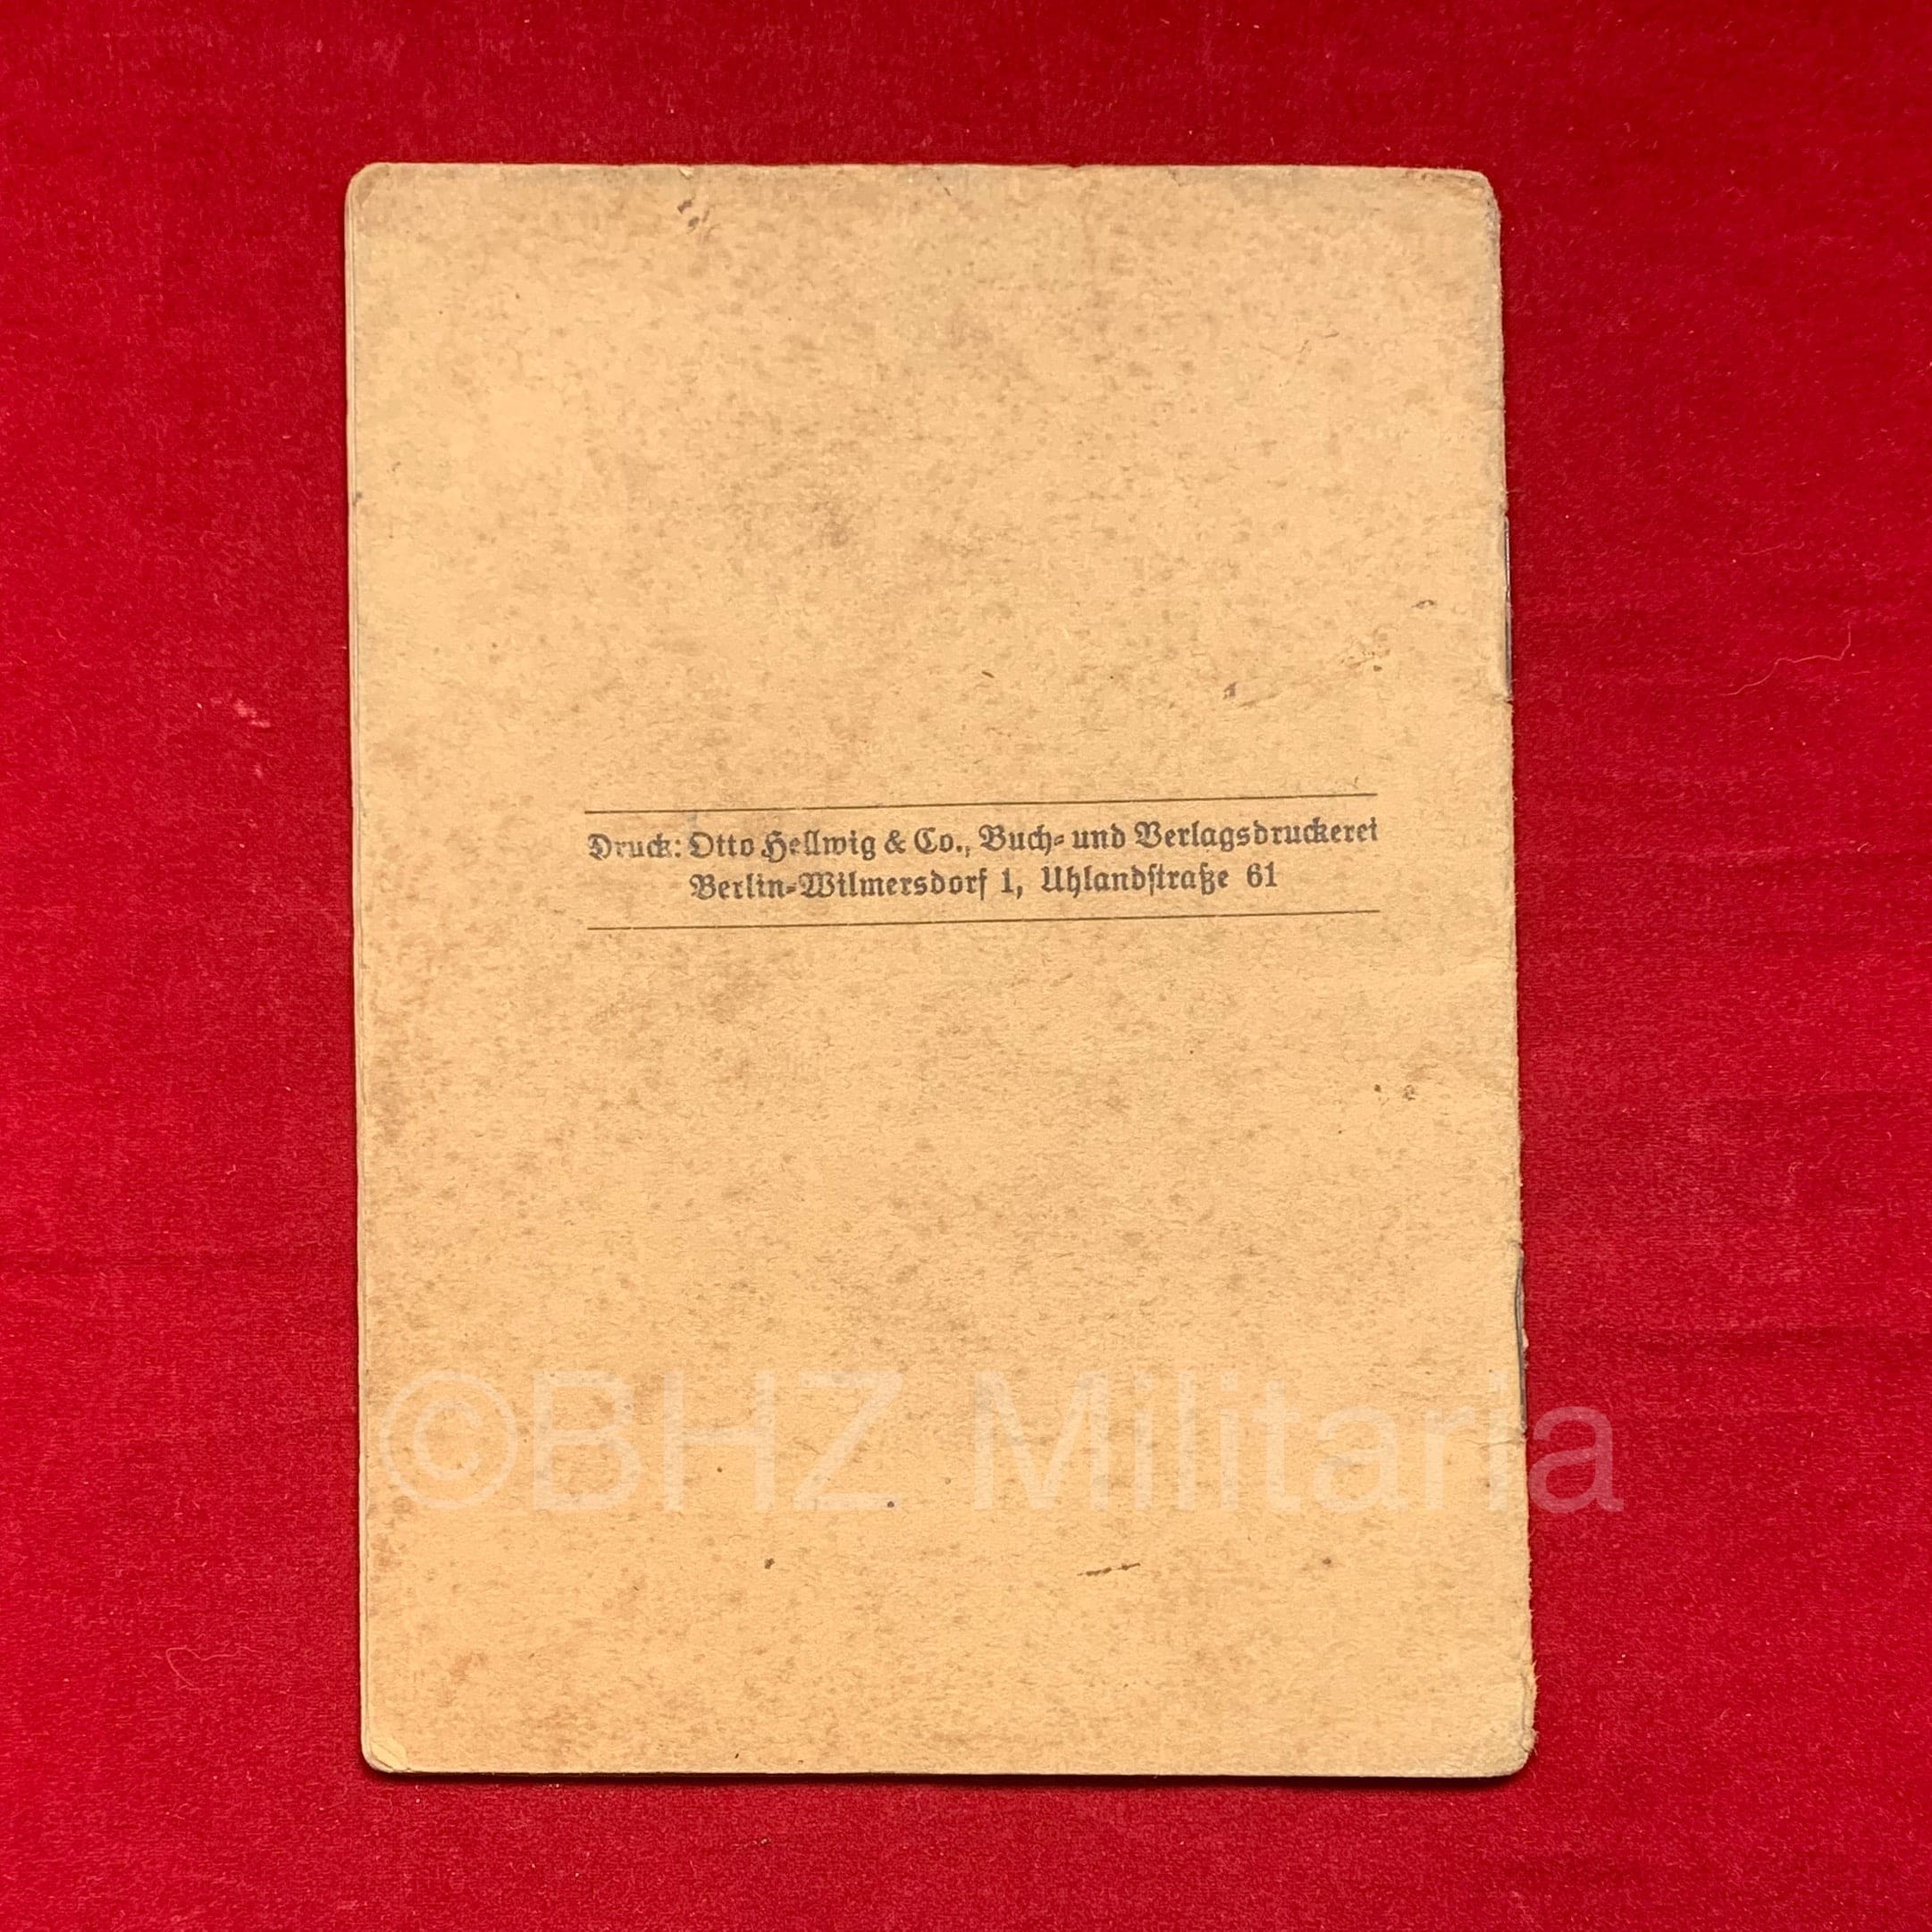 Druck: Otto Hellwig & Co., Buch- und Verlagsdruckerei
Berlin-Wilmersdorf 1, Uhlandstraße 61
©BHZ Militaria